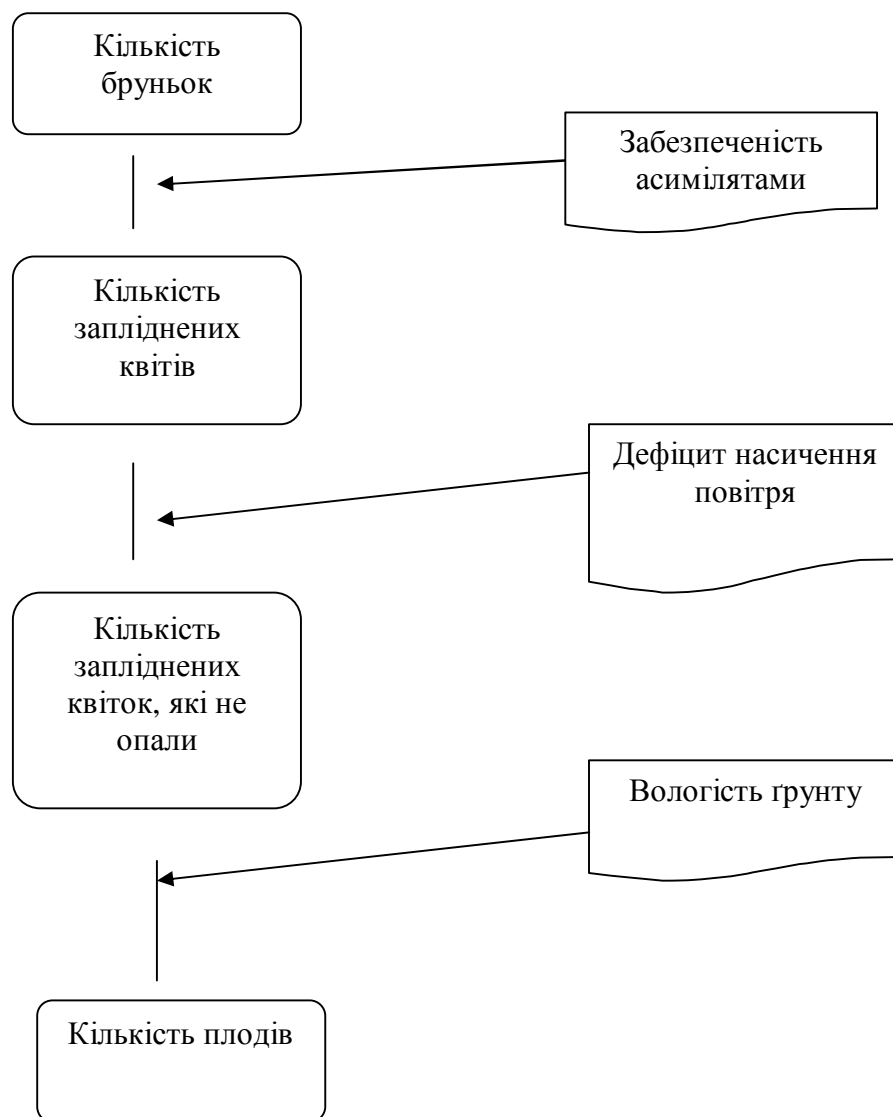 Кількість
бруньок
Забезпеченість
асимілятами
Кількість
запліднених
квітів
Дефіцит насичення
повітря
Кількість
запліднених
квіток, які не
опали
Вологість ґрунту
Кількість плодів